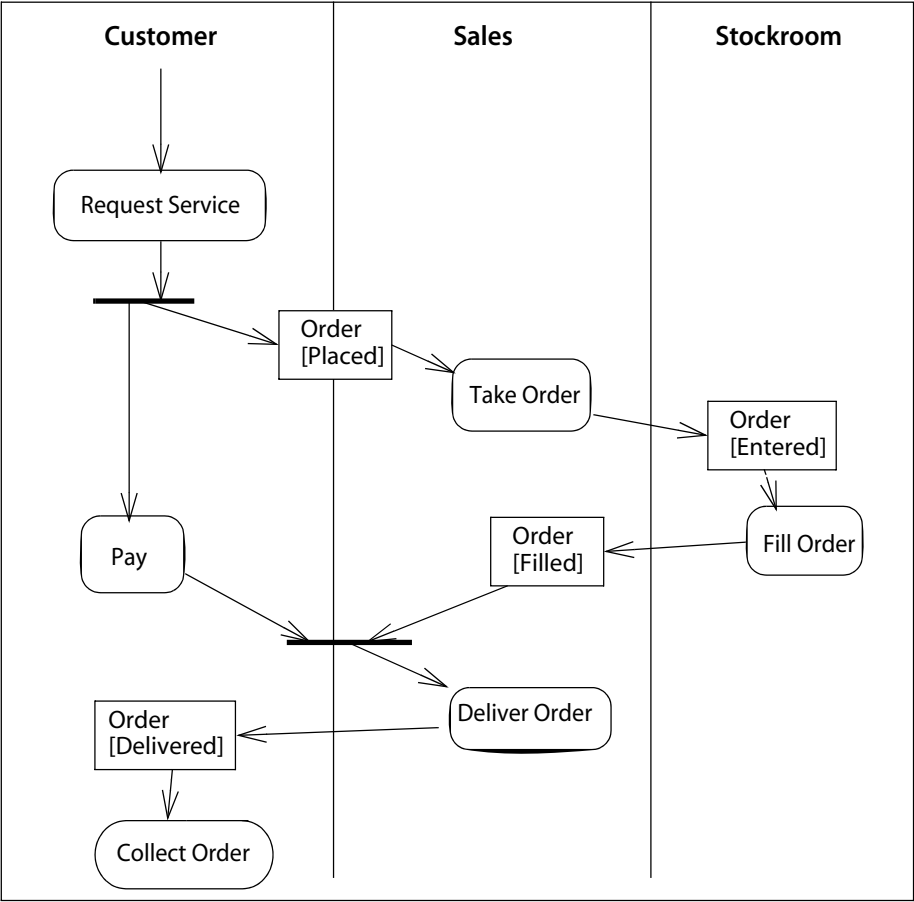 Customer
Sales
Stockroom
Request Service
Order
[Placed]
Take Order
Order
[Entered]
Pay
Order
[Filled]
Fill Order
Deliver Order
Order
[Delivered]
Collect Order